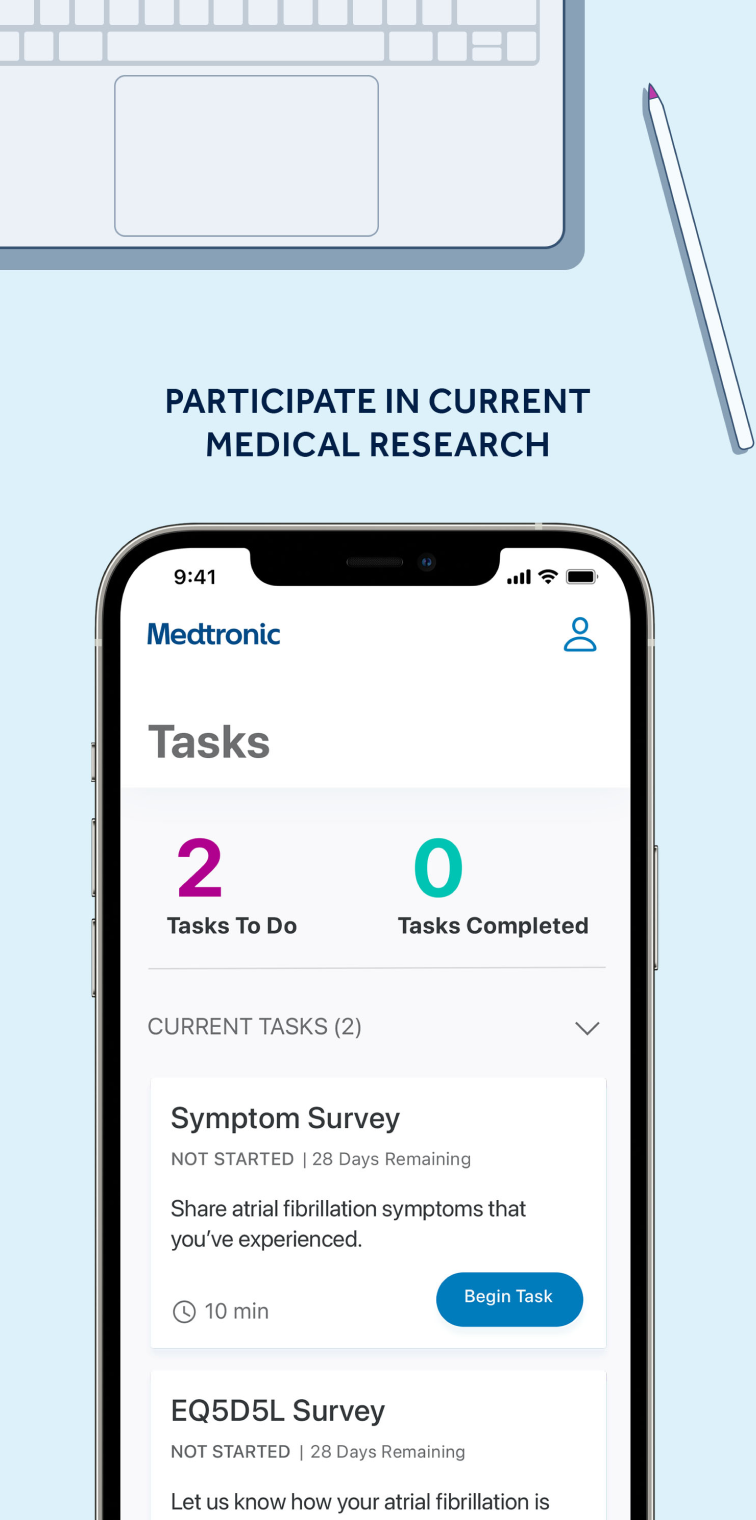 PARTICIPATE IN CURRENT
MEDICAL RESEARCH
9:41
Medtronic
Tasks
2
Tasks To Do
0
Tasks Completed
CURRENT TASKS (2)
Symptom Survey
NOT STARTED | 28 Days Remaining
Share atrial fibrillation symptoms that
you've experienced.
10 min
Begin Task
EQ5D5L Survey
NOT STARTED | 28 Days Remaining
Let us know how your atrial fibrillation is